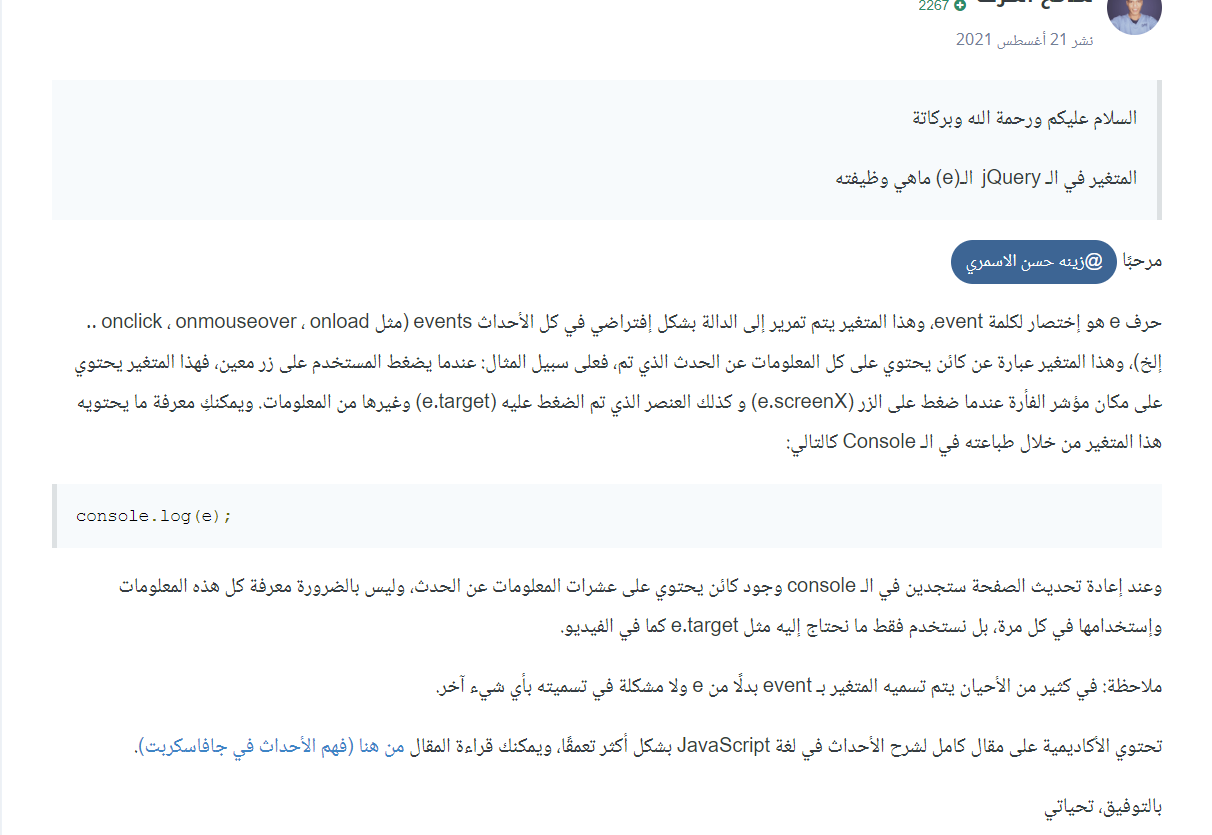 2267
نشر 21 أغسطس 2021
السلام عليكم ورحمة الله وبركاتة
المتغير في الـ jQuery الـ(e) ماهي وظيفته
مرحبًا @زينه حسن الاسمري
حرف e هو إختصار لكلمة event، وهذا المتغير يتم تمرير إلى الدالة بشكل إفتراضي في كل الأحداث events (مثل onclick ، onmouseover ، onload ..
إلخ)، وهذا المتغير عبارة عن كائن يحتوي على كل المعلومات عن الحدث الذي تم، فعلى سبيل المثال: عندما يضغط المستخدم على زر معين، فهذا المتغير يحتوي
على مكان مؤشر الفأرة عندما ضغط على الزر (e.screenX) و كذلك العنصر الذي تم الضغط عليه (e.target) وغيرها من المعلومات. ويمكنكِ معرفة ما يحتويه
هذا المتغير من خلال طباعته في الـ Console كالتالي:
console.log(e);
وعند إعادة تحديث الصفحة ستجدين في الـ console وجود كائن يحتوي على عشرات المعلومات عن الحدث، وليس بالضرورة معرفة كل هذه المعلومات
وإستخدامها في كل مرة، بل نستخدم فقط ما نحتاج إليه مثل e.target كما في الفيديو.
ملاحظة: في كثير من الأحيان يتم تسميه المتغير بـ event بدلًا من e ولا مشكلة في تسميته بأي شيء آخر.
تحتوي الأكاديمية على مقال كامل لشرح الأحداث في لغة JavaScript بشكل أكثر تعمقًا، ويمكنك قراءة المقال من هنا (فهم الأحداث في جافاسكربت).
بالتوفيق، تحياتي